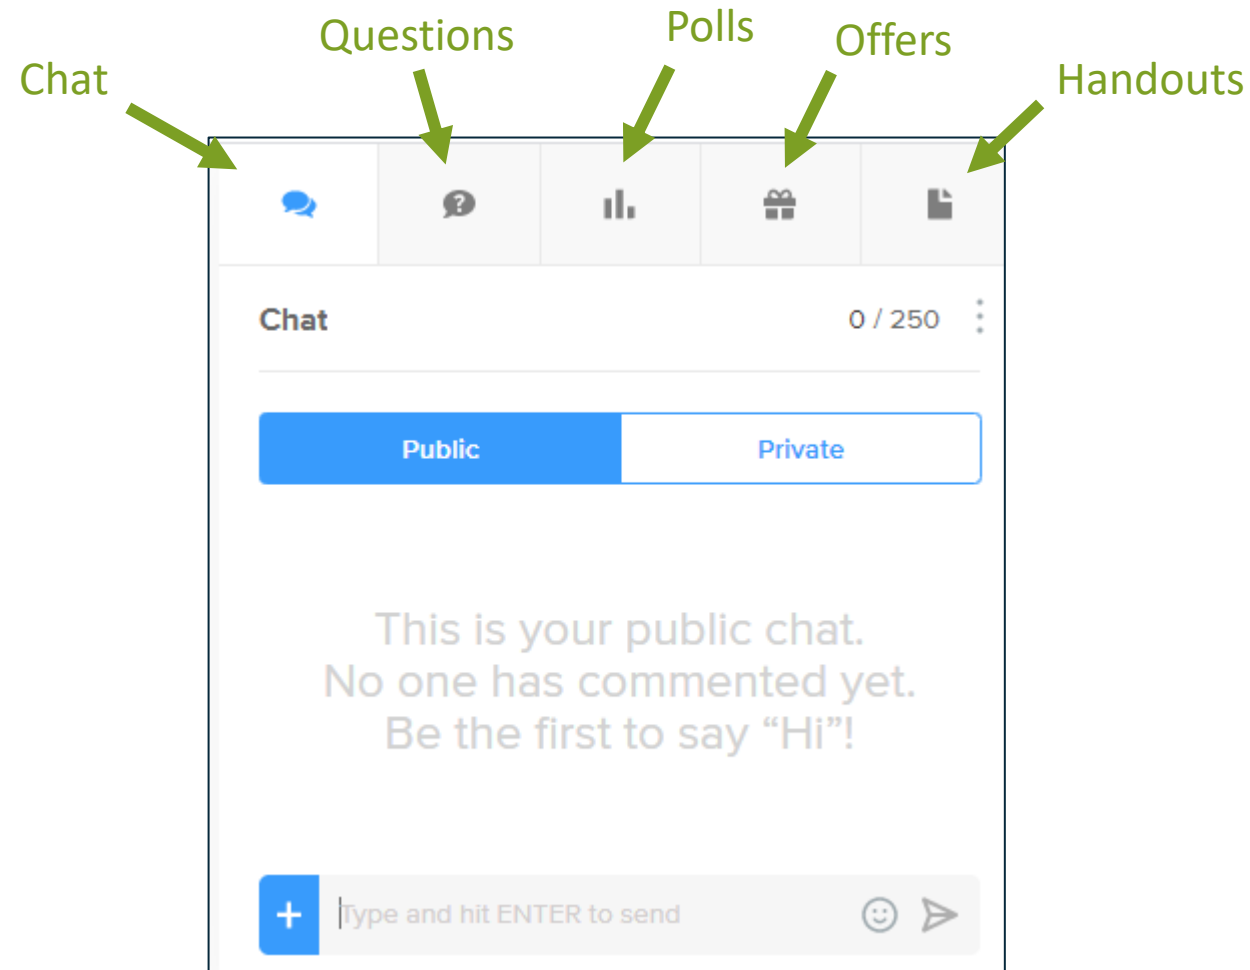 Chat
Questions
Polls
Offers
Handouts
Chat
0 / 250
Public
Private
This is your public chat.
No one has commented yet.
Be the first to say “Hi”!
Type and hit ENTER to send